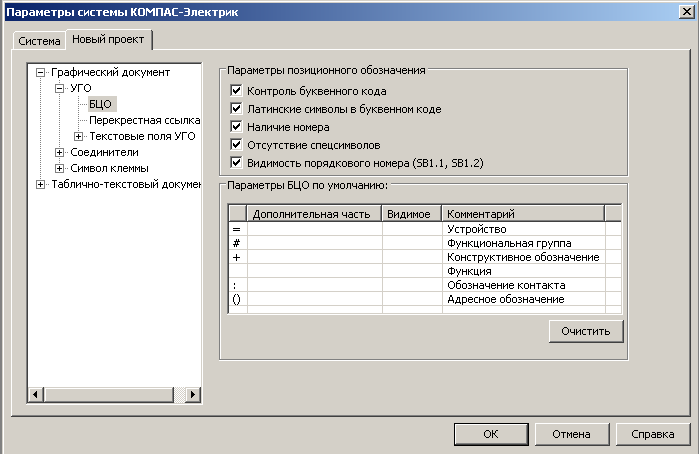 Параметры системы КОМПАС-Электрик
Система
Новый проект
Графический документ
УГО
БЦО
Перекрестная ссылка
Текстовые поля УГО
Соединители
Символ клеммы
Таблично-текстовый докумен
Параметры позиционного обозначения
Контроль буквенного кода
Латинские символы в буквенном коде
Наличие номера
Отсутствие спецсимволов
Видимость порядкового номера (SB1.1, SB1.2)
Параметры БЦО по умолчанию:
Дополнительная часть Видимое Комментарий
= Устройство
# Функциональная группа
+ Конструктивное обозначение
Функция
: Обозначение контакта
() Адресное обозначение
Очистить
OK Отмена Справка